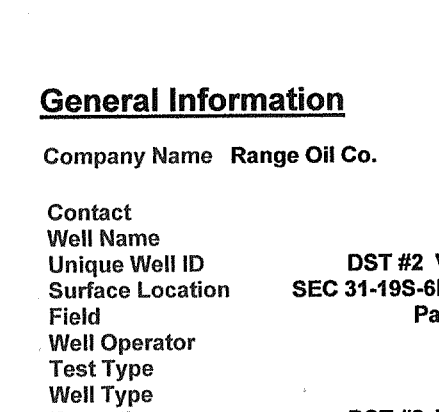 General Information
Company Name Range Oil Co.
Contact
Well Name
Unique Well ID DST #2
Surface Location SEC 31-19S-6
Field Pa
Well Operator
Test Type
Well Type